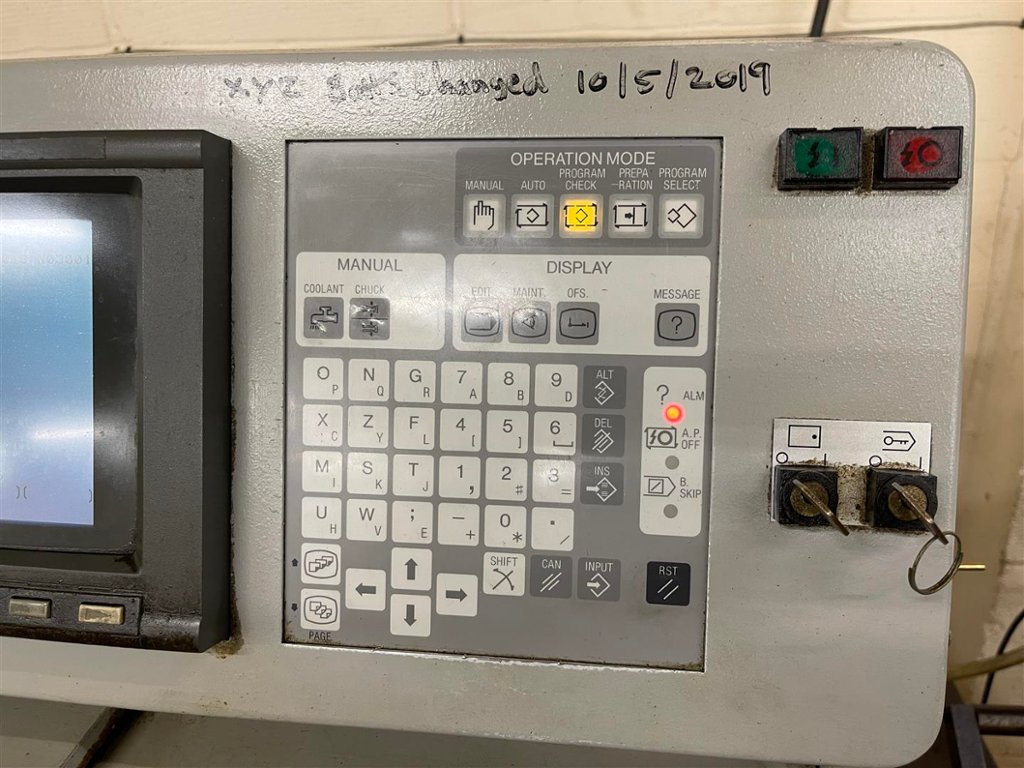 X.Y.Z Batts changed 10/5/2019
OPERATION MODE
MANUAL AUTO PROGRAM CHECK PREPA -RATION PROGRAM SELECT
MANUAL
COOLANT CHUCK
DISPLAY
EDIT MAINT. OFS. MESSAGE
O P N Q G R 7 A 8 B 9 D ALT
X C Z Y F L 4 [ 5 ] 6 DEL
M I S K T J 1 , 2 # 3 = INS
U H W V ; E - + 0 * . /
? ALM
A.P. OFF
B. SKIP
SHIFT CAN INPUT RST
PAGE